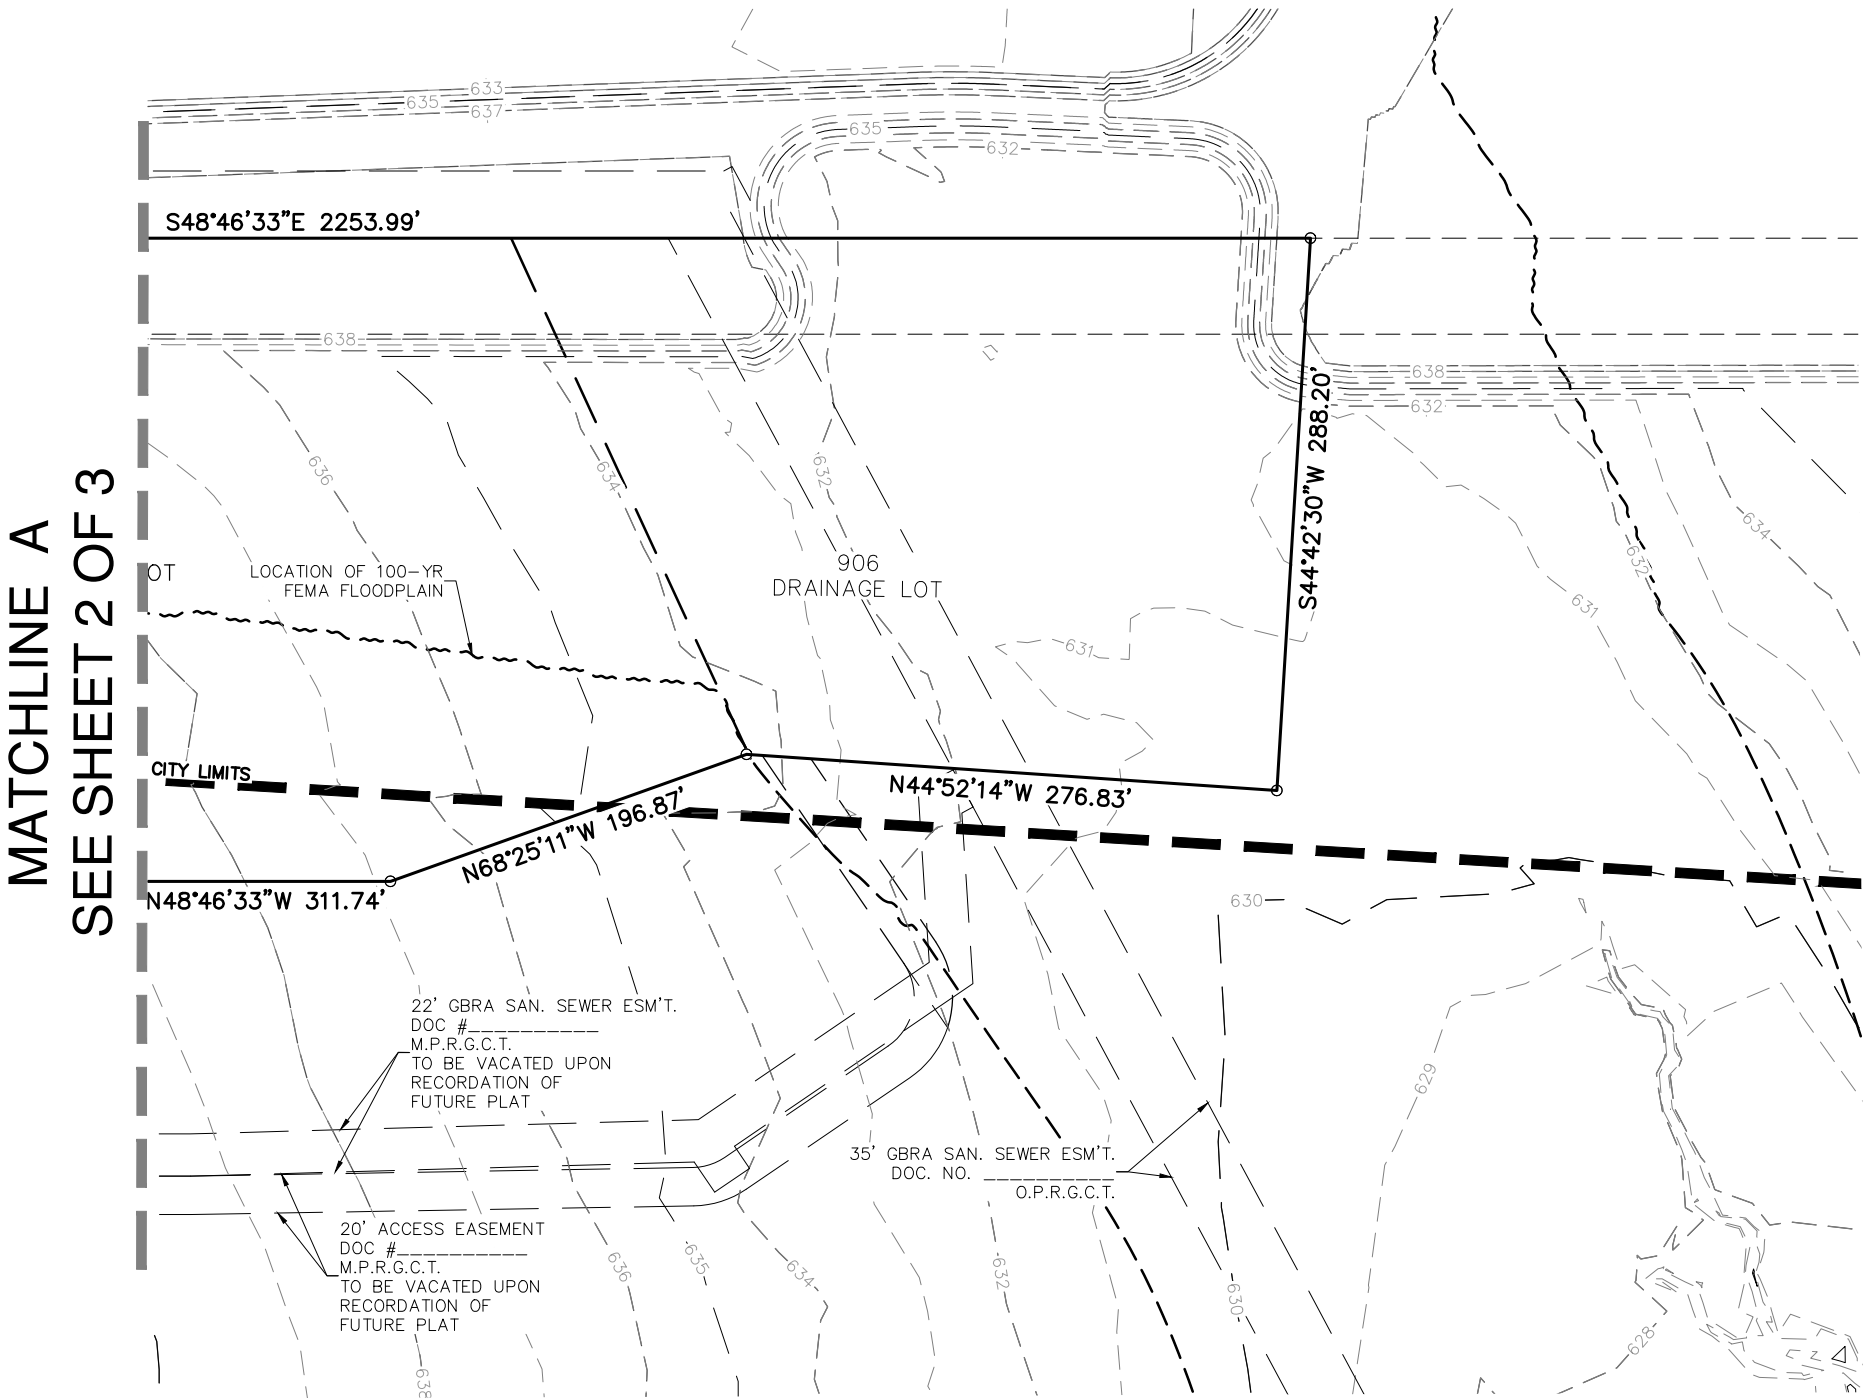 633
635
637
635
632
S48°46'33"E 2253.99'
638
638
632
S44°42'30"W 288.20'
636
634
632
634
632
631
MATCHLINE A
SEE SHEET 2 OF 3
OT
LOCATION OF 100-YR
FEMA FLOODPLAIN
906
DRAINAGE LOT
631
CITY LIMITS
N44°52'14"W 276.83'
N68°25'11"W 196.87'
N48°46'33"W 311.74'
630
629
22' GBRA SAN. SEWER ESM'T.
DOC #__________
M.P.R.G.C.T.
TO BE VACATED UPON
RECORDATION OF
FUTURE PLAT
35' GBRA SAN. SEWER ESM'T.
DOC. NO. __________
O.P.R.G.C.T.
20' ACCESS EASEMENT
DOC #__________
M.P.R.G.C.T.
TO BE VACATED UPON
RECORDATION OF
FUTURE PLAT
636
635
634
632
630
628
638